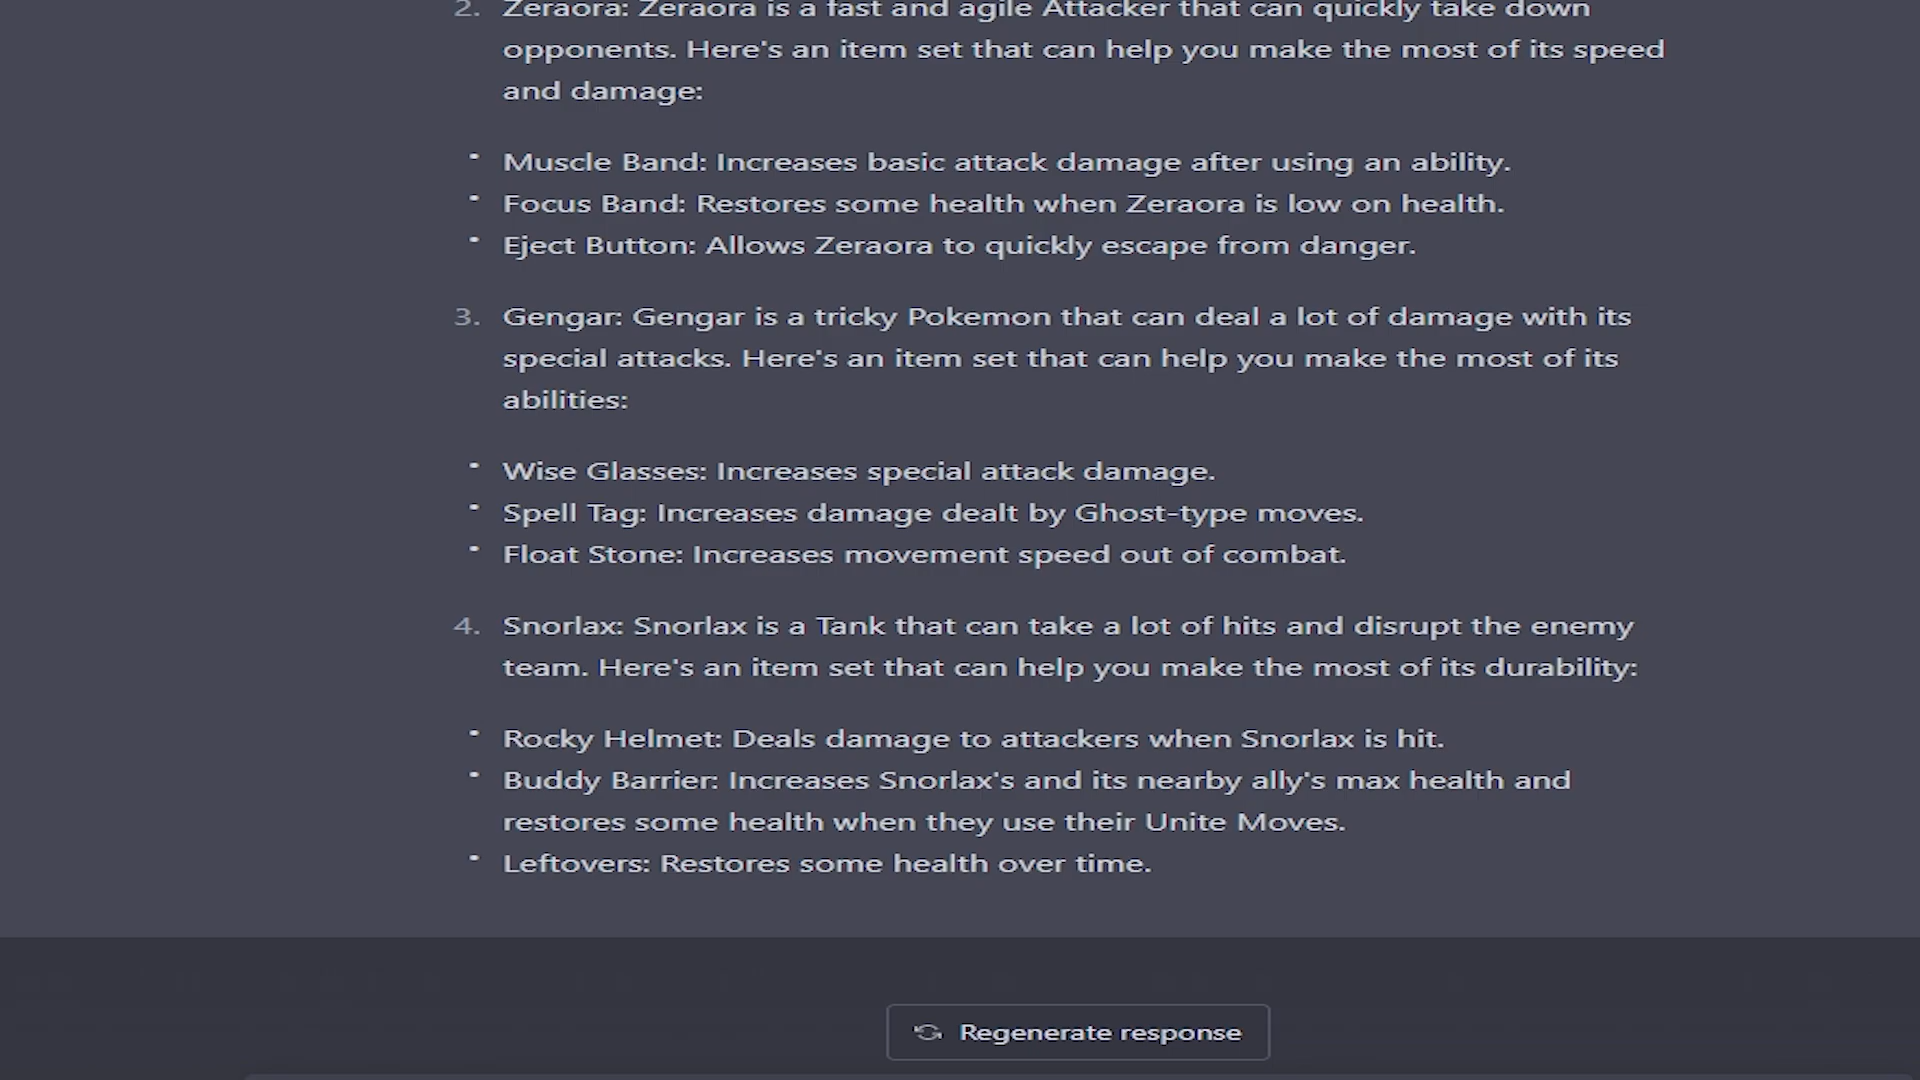 2. Zeraora: Zeraora is a fast and agile Attacker that can quickly take down
opponents. Here's an item set that can help you make the most of its speed
and damage:
• Muscle Band: Increases basic attack damage after using an ability.
• Focus Band: Restores some health when Zeraora is low on health.
• Eject Button: Allows Zeraora to quickly escape from danger.
3. Gengar: Gengar is a tricky Pokemon that can deal a lot of damage with its
special attacks. Here's an item set that can help you make the most of its
abilities:
• Wise Glasses: Increases special attack damage.
• Spell Tag: Increases damage dealt by Ghost-type moves.
• Float Stone: Increases movement speed out of combat.
4. Snorlax: Snorlax is a Tank that can take a lot of hits and disrupt the enemy
team. Here's an item set that can help you make the most of its durability:
• Rocky Helmet: Deals damage to attackers when Snorlax is hit.
• Buddy Barrier: Increases Snorlax's and its nearby ally's max health and
restores some health when they use their Unite Moves.
• Leftovers: Restores some health over time.
Regenerate response